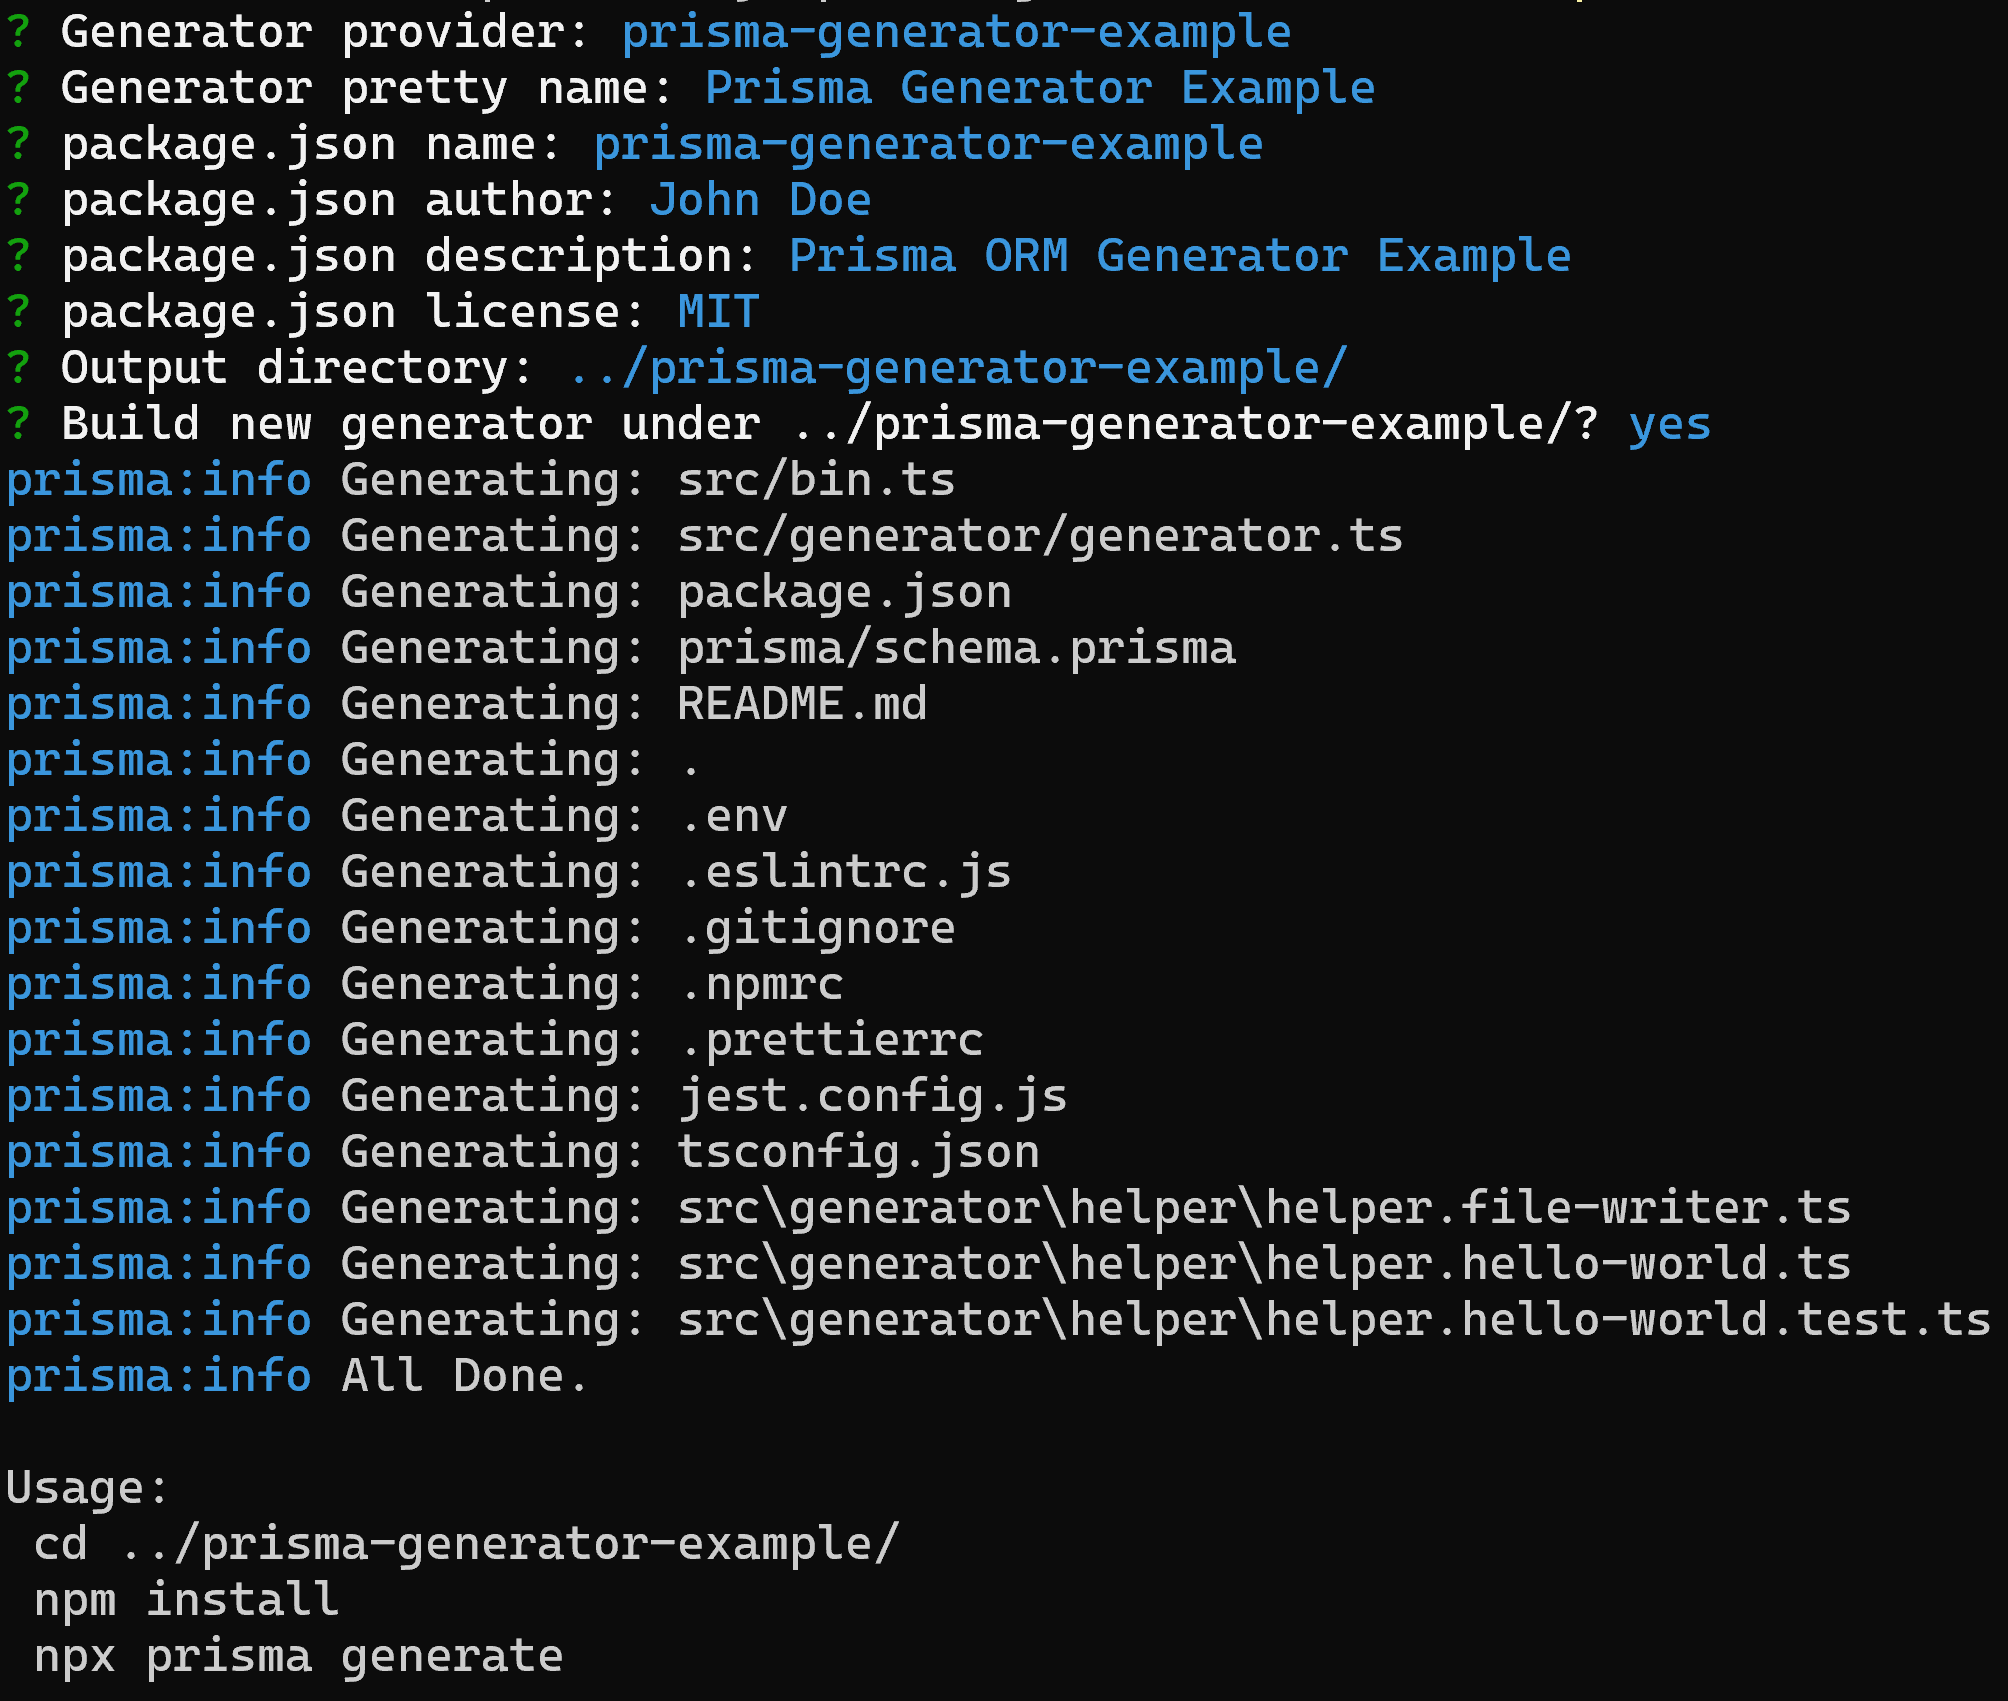 ? Generator provider: prisma-generator-example
? Generator pretty name: Prisma Generator Example
? package.json name: prisma-generator-example
? package.json author: John Doe
? package.json description: Prisma ORM Generator Example
? package.json license: MIT
? Output directory: ../prisma-generator-example/
? Build new generator under ../prisma-generator-example/? yes
prisma:info Generating: src/bin.ts
prisma:info Generating: src/generator/generator.ts
prisma:info Generating: package.json
prisma:info Generating: prisma/schema.prisma
prisma:info Generating: README.md
prisma:info Generating: .
prisma:info Generating: .env
prisma:info Generating: .eslintrc.js
prisma:info Generating: .gitignore
prisma:info Generating: .npmrc
prisma:info Generating: .prettierrc
prisma:info Generating: jest.config.js
prisma:info Generating: tsconfig.json
prisma:info Generating: src\generator\helper\helper.file-writer.ts
prisma:info Generating: src\generator\helper\helper.hello-world.ts
prisma:info Generating: src\generator\helper\helper.hello-world.test.ts
prisma:info All Done.
Usage:
cd ../prisma-generator-example/
npm install
npx prisma generate